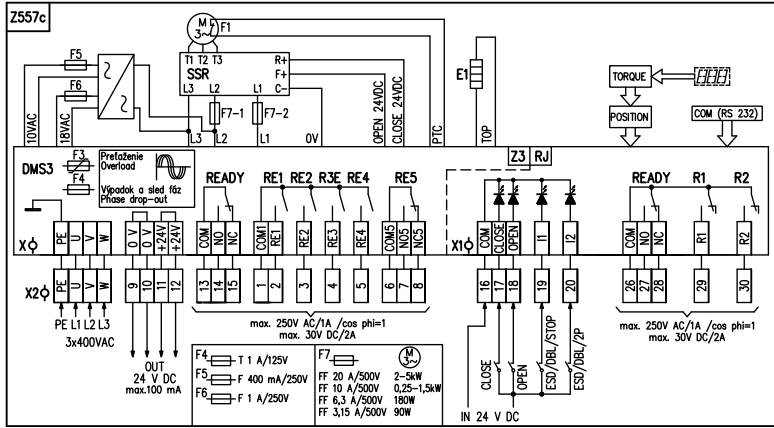 Z557c
M
3~
F1
F5
F6
T1 T2 T3
SSR
R+
F+
C-
L3 L2 L1
F7-1
F7-2
10VAC
18VAC
L3
L2
L1
0V
OPEN 24VDC
CLOSE 24VDC
PTC
E1
TOP
TORQUE
POSITION
COM (RS 232)
Z3 RJ
DMS3
F3
F4
Preťaženie
Overload
Výpadok a sled fáz
Phase drop-out
READY
RE1 RE2 R3E RE4
RE5
READY
R1
R2
X
PE U V W
0 V 0 V +24V +24V
COM NO NC
COM1 RE1 RE2 RE3 RE4
COM5 NO5 NC5
X1
COM CLOSE OPEN I1 I2
COM NO NC R1 R2
X2
PE U V W
9 10 11 12
13 14 15
1 2 3 4 5
6 7 8
16 17 18 19 20
26 27 28 29 30
PE L1 L2 L3
3x400VAC
OUT
24 V DC
max.100 mA
max. 250V AC/1A /cos phi=1
max. 30V DC/2A
CLOSE
OPEN
ESD/DBL/STOP
ESD/DBL/2P
IN 24 V DC
max. 250V AC/1A /cos phi=1
max. 30V DC/2A
F4 T 1 A/125V
F5 F 400 mA/250V
F6 F 1 A/250V
F7
M
3~
FF 20 A/500V 2-5kW
FF 10 A/500V 0,25-1,5kW
FF 6,3 A/500V 180W
FF 3,15 A/500V 90W